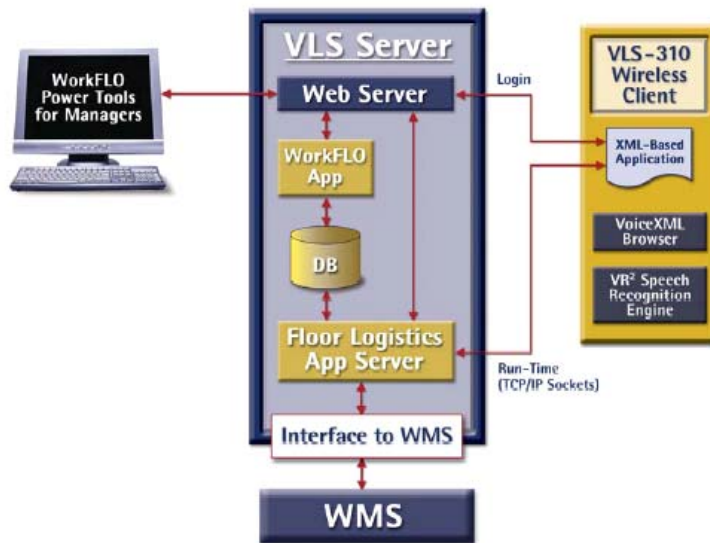 WorkFLO
Power Tools
for Managers
VLS Server
Web Server
WorkFLO
App
DB
Floor Logistics
App Server
Interface to WMS
WMS
Login
Run-Time
(TCP/IP Sockets)
VLS-310
Wireless
Client
XML-Based
Application
VoiceXML
Browser
VR² Speech
Recognition
Engine